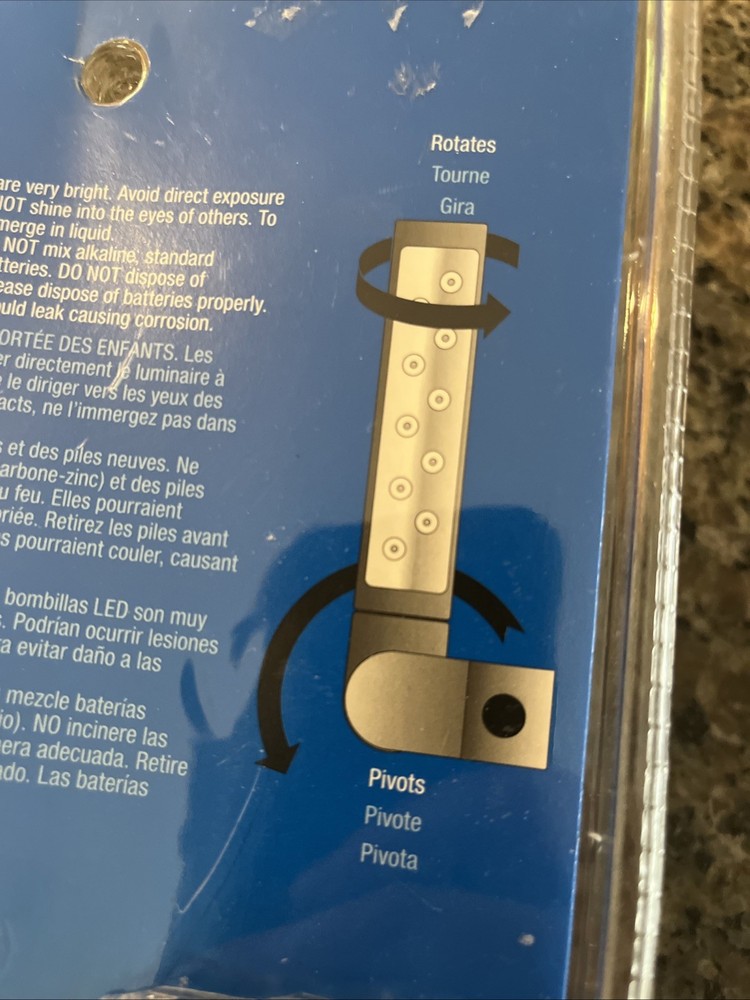 Rotates
Tourne
Gira
are very bright. Avoid direct exposure
NOT shine into the eyes of others. To
merge in liquid.
NOT mix alkaline, standard
tteries. DO NOT dispose of
ease dispose of batteries properly.
uld leak causing corrosion.
ORTÉE DES ENFANTS. Les
er directement le luminaire à
le diriger vers les yeux des
acts, ne l'immergez pas dans
s et des piles neuves. Ne
arbone-zinc) et des piles
u feu. Elles pourraient
riée. Retirez les piles avant
s pourraient couler, causant
bombillas LED son muy
s. Podrían ocurrir lesiones
ra evitar daño a las
mezcle baterías
io). NO incinere las
era adecuada. Retire
ado. Las baterías
Pivots
Pivote
Pivota